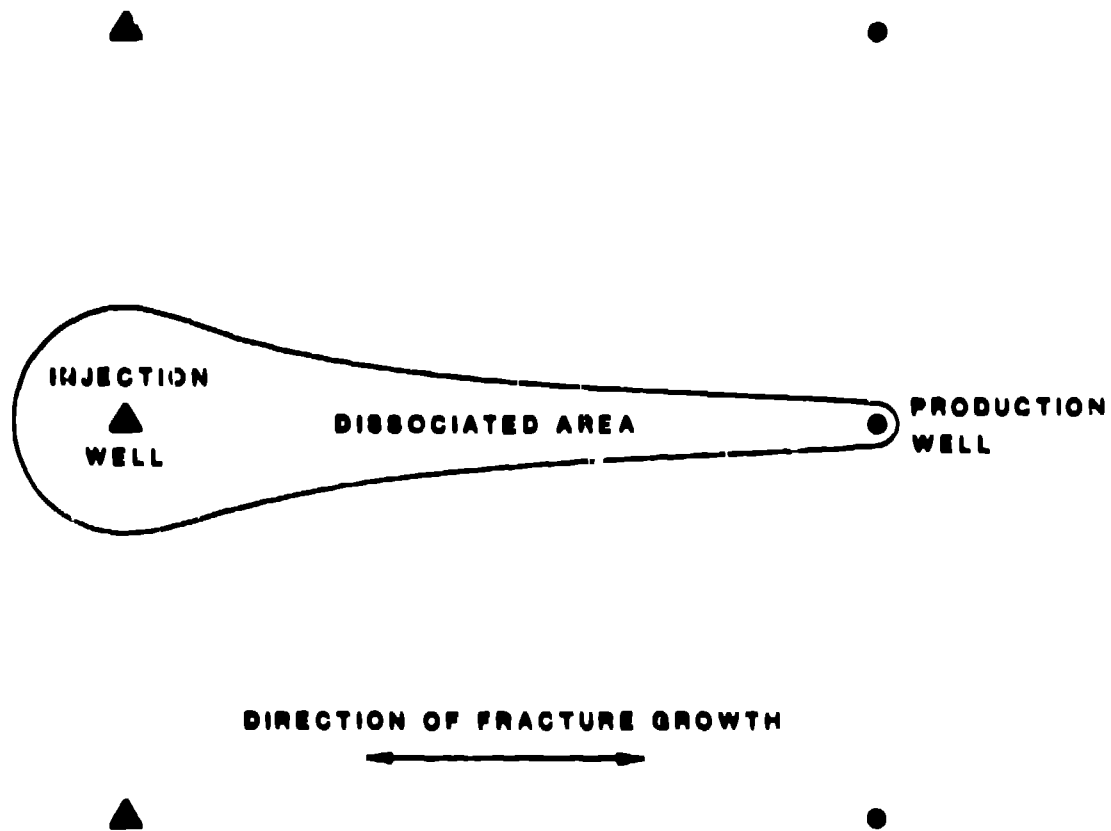 INJECTION
WELL
DISSOCIATED AREA
PRODUCTION
WELL
DIRECTION OF FRACTURE GROWTH